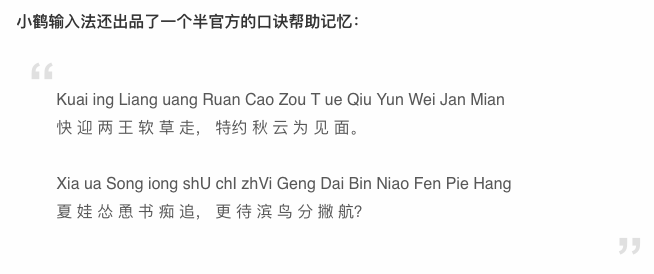 小鹤输入法还出品了一个半官方的口诀帮助记忆：
“
Kuai ing Liang uang Ruan Cao Zou T ue Qiu Yun Wei Jan Mian
快 迎 两 王 软 草 走， 特约 秋 云 为 见 面。
Xia ua Song iong shU chI zhVi Geng Dai Bin Niao Fen Pie Hang
夏 娃 怂 恿 书 痴 追， 更 待 滨 鸟 分 撇 航?
”